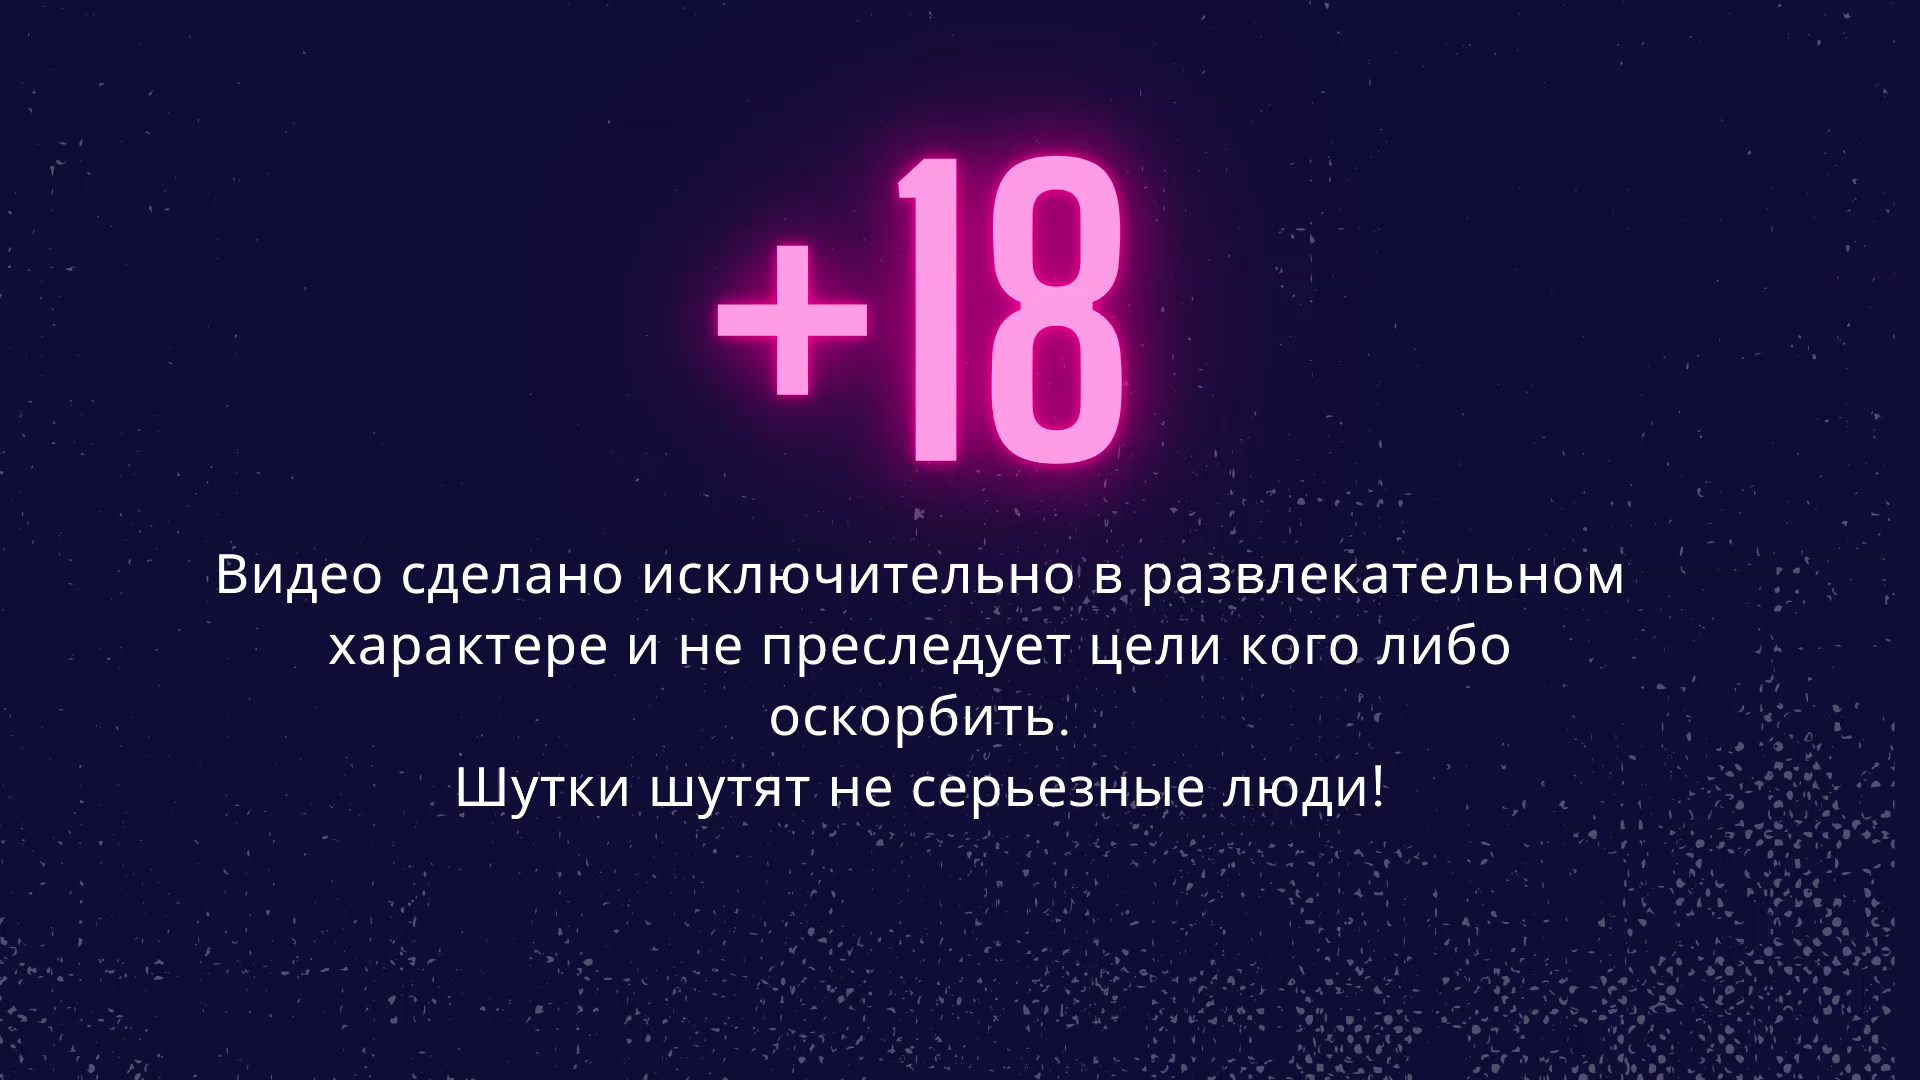 +18
Видео сделано исключительно в развлекательном
характере и не преследует цели кого либо
оскорбить.
Шутки шутят не серьезные люди!